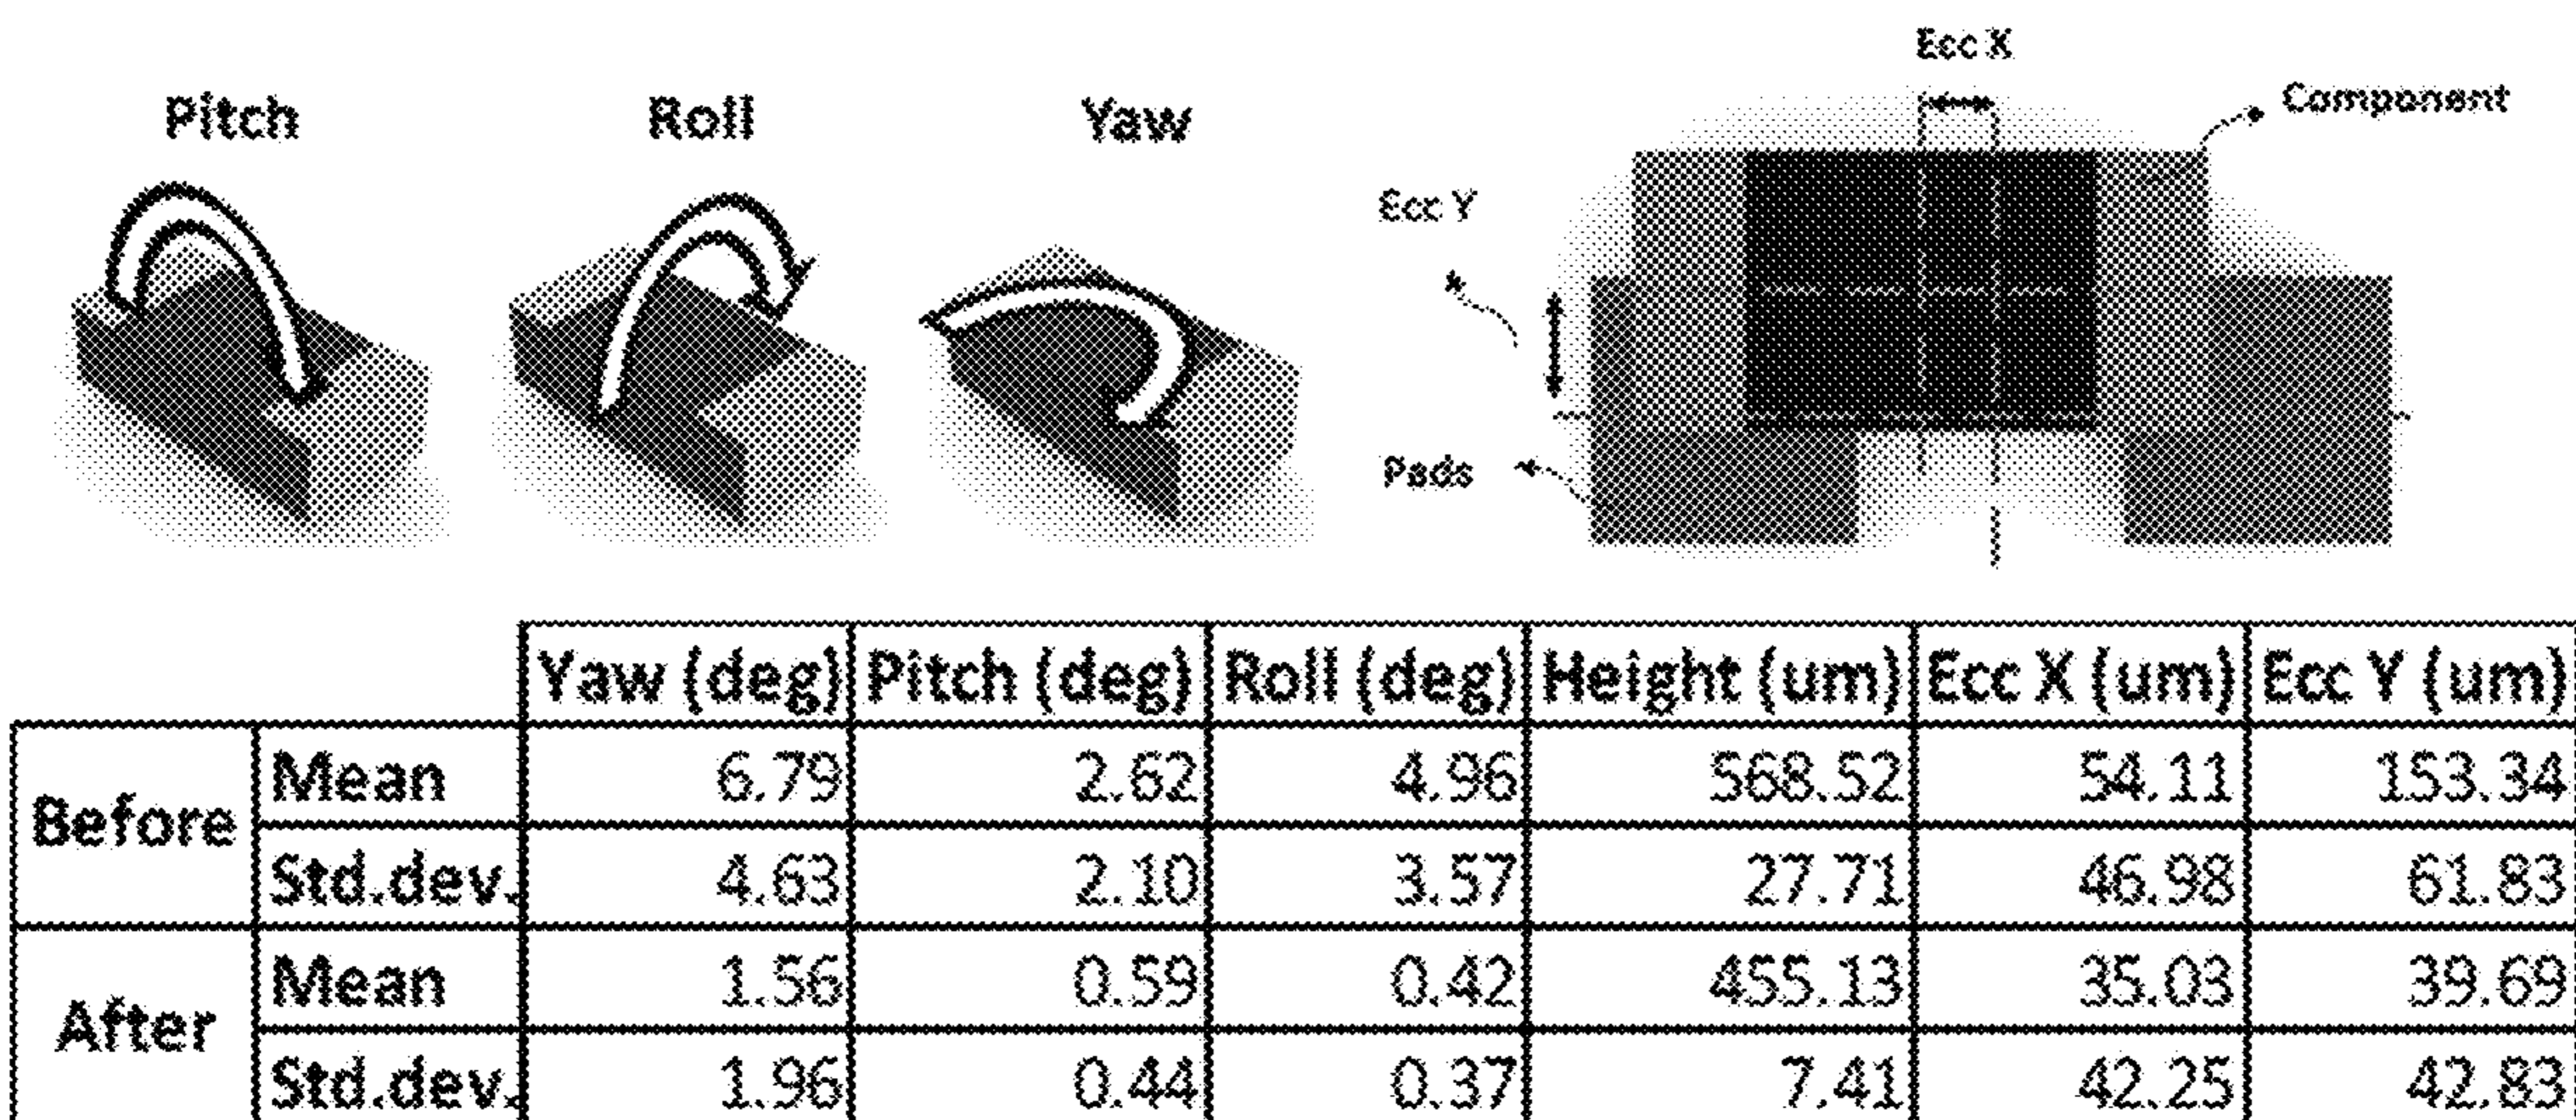 Pitch Roll Yaw
Ecc X
Component
Ecc Y
Pads
Yaw (deg) Pitch (deg) Roll (deg) Height (um) Ecc X (um) Ecc Y (um)
Before Mean 6.79 2.62 4.96 568.52 54.11 153.34
Std.dev. 4.63 2.10 3.57 27.71 46.98 61.83
After Mean 1.56 0.59 0.42 455.13 35.03 39.69
Std.dev. 1.96 0.44 0.37 7.41 42.25 42.83